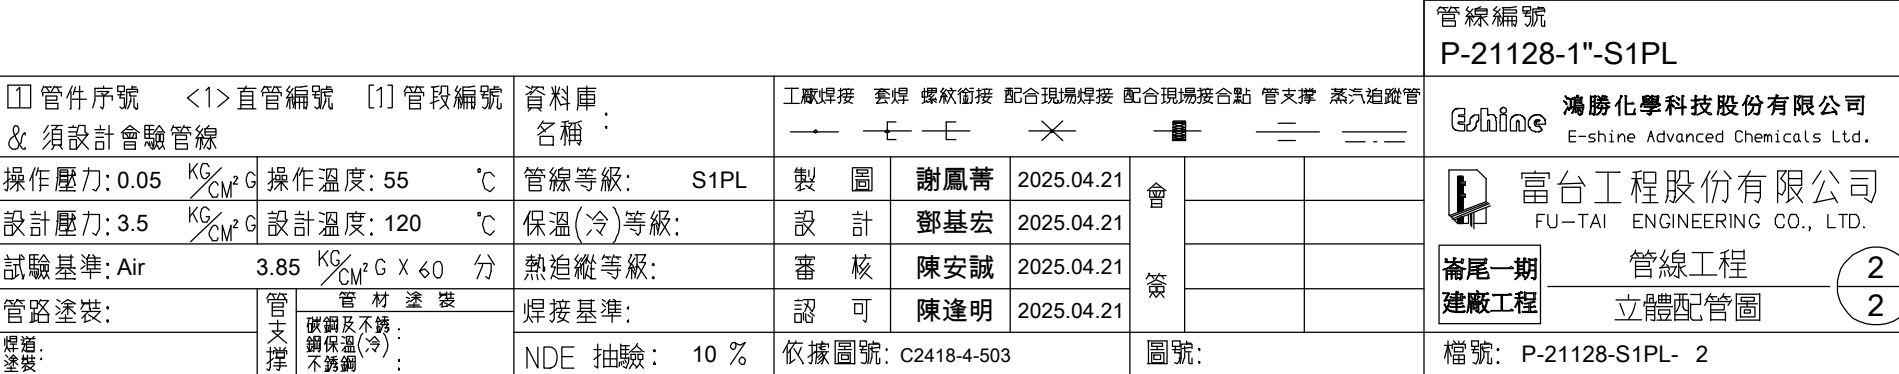 管線編號
P-21128-1"-S1PL
1 管件序號 <1>直管編號 [1]管段編號
& 須設計會驗管線
資料庫名稱:
工廠焊接 套焊 螺紋銜接 配合現場焊接 配合現場接合點 管支撐 蒸汽追蹤管
Eshine 鴻勝化學科技股份有限公司
E-shine Advanced Chemicals Ltd.
操作壓力: 0.05 KG/CM² G 操作溫度: 55 °C 管線等級: S1PL 製 圖 謝鳳菁 2025.04.21
會簽
富台工程股份有限公司
FU-TAI ENGINEERING CO., LTD.
設計壓力: 3.5 KG/CM² G 設計溫度: 120 °C 保溫(冷)等級: 設 計 鄧基宏 2025.04.21
試驗基準: Air 3.85 KG/CM² G X 60 分 熱追縱等級: 審 核 陳安誠 2025.04.21
崙尾一期
建廠工程
管線工程
立體配管圖
2
2
管路塗裝: 管支撐 管 材 塗 裝 焊接基準: 認 可 陳逢明 2025.04.21
碳鋼及不銹:
鋼保溫(冷)
不銹鋼 :
焊道:
塗裝
NDE 抽驗: 10 % 依據圖號: C2418-4-503 圖號: 檔號: P-21128-S1PL- 2